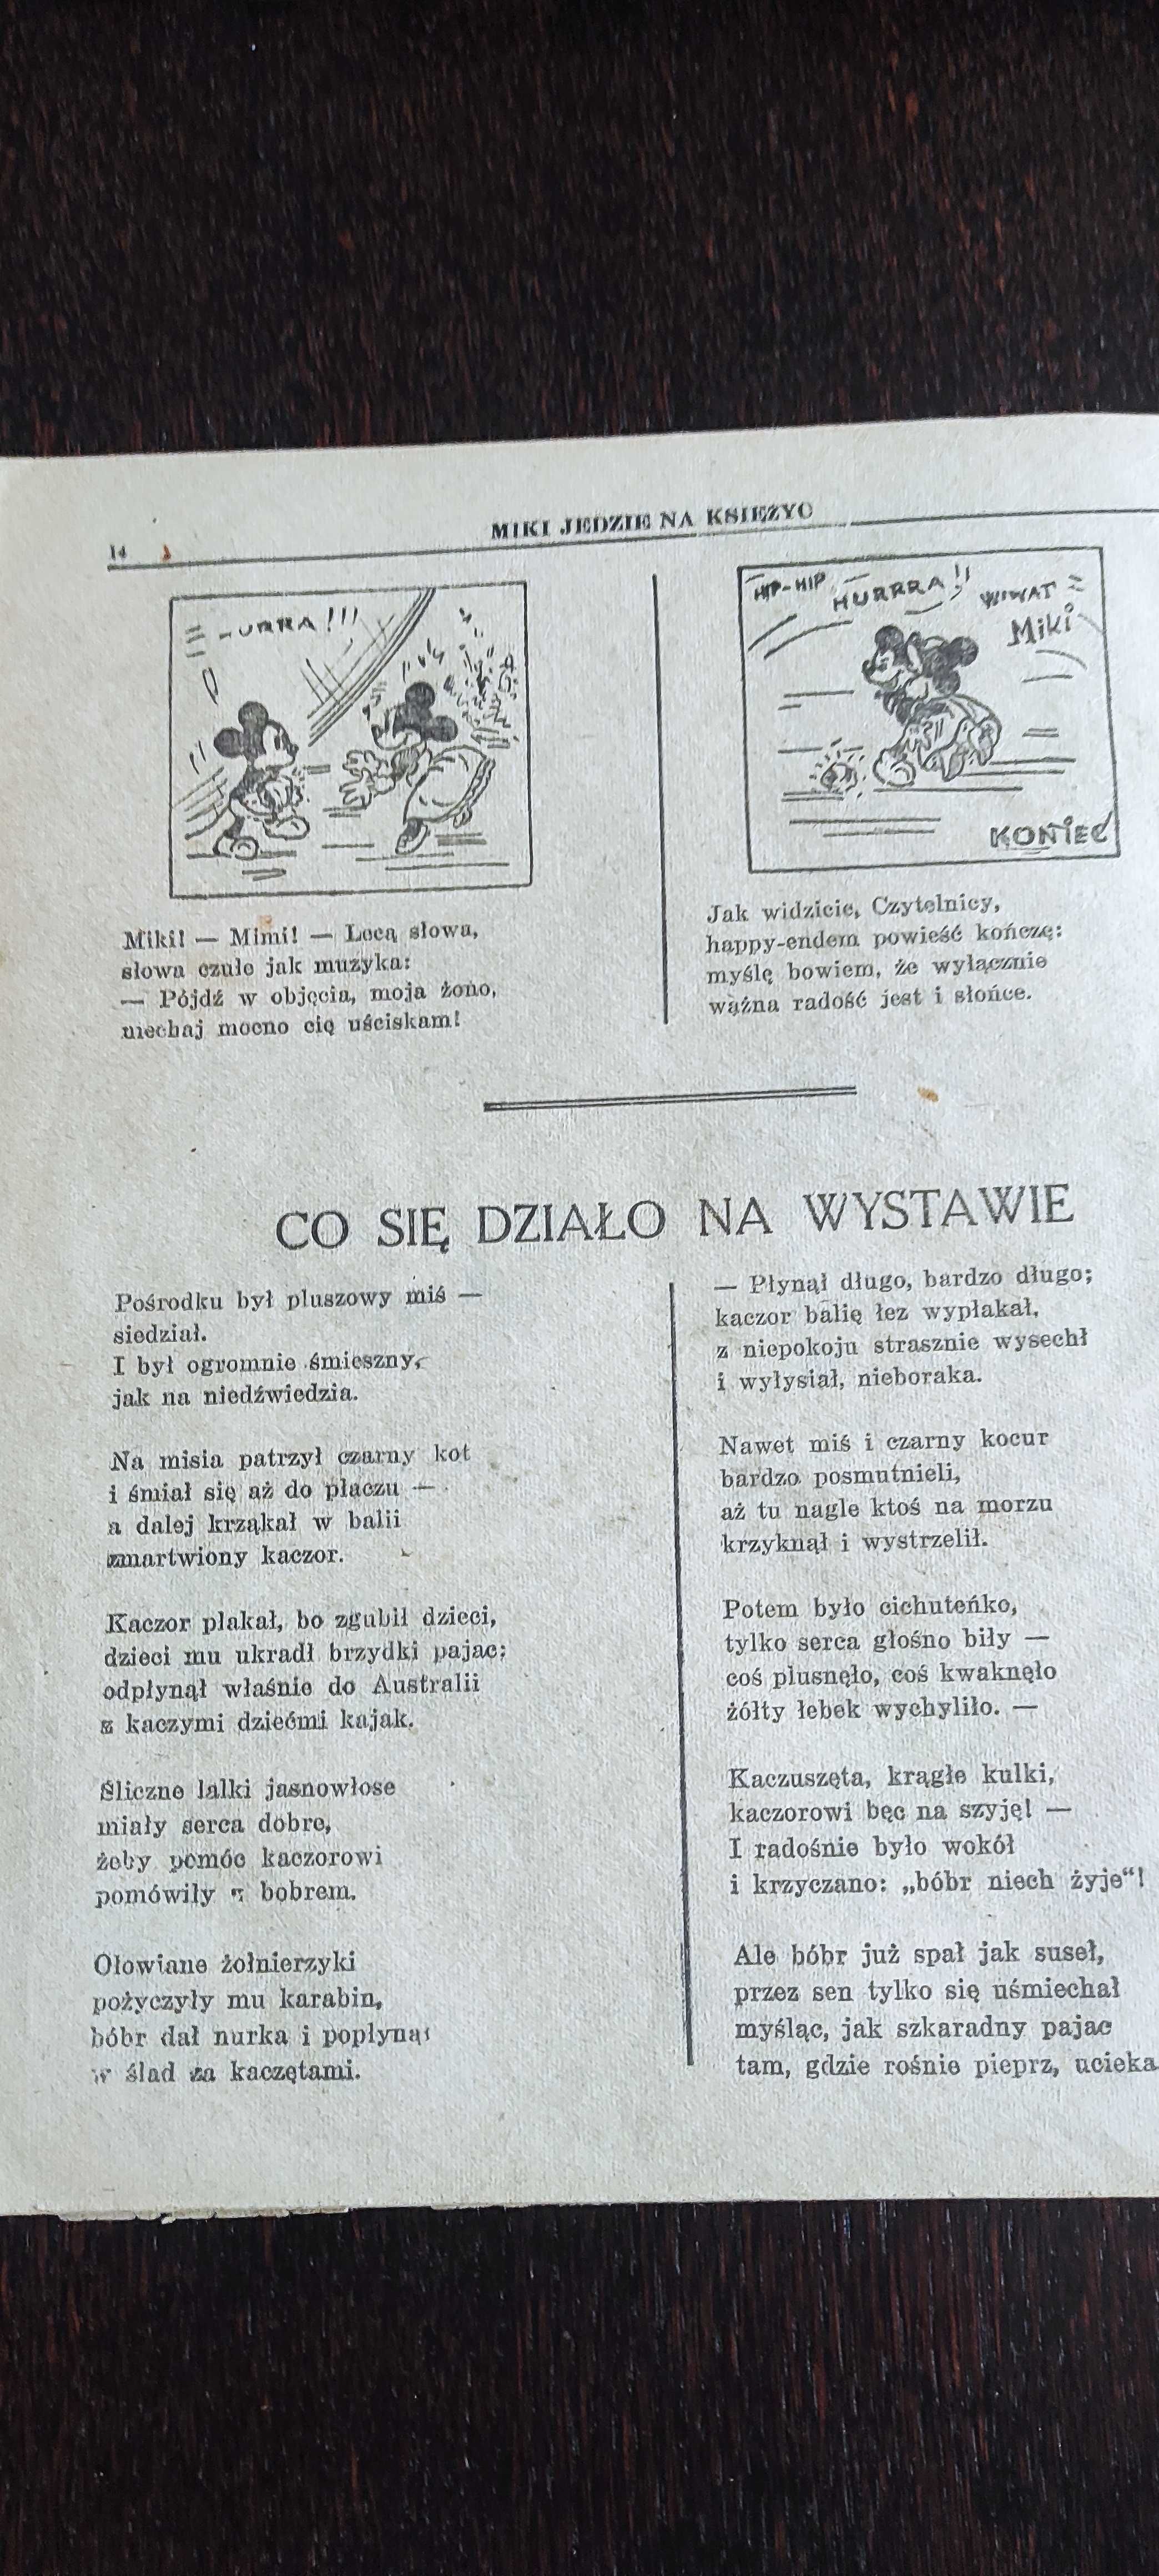 14
MIKI JEDZIE NA KSIĘŻYC
-URRA!!!
Miki! — Mimi! — Lecą słowa,
słowa czule jak muzyka:
— Pójdź w objęcia, moja żono,
niechaj mocno cię uściskam!
HIP-HIP HURRRA!! WIWAT
Miki
KONIEC
Jak widzicie, Czytelnicy,
happy-endem powieść kończę:
myślę bowiem, że wyłącznie
ważna radość jest i słońce.
CO SIĘ DZIAŁO NA WYSTAWIE
Pośrodku był pluszowy miś —
siedział.
I był ogromnie śmieszny,
jak na niedźwiedzia.
Na misia patrzył czarny kot
i śmiał się aż do płaczu —
a dalej krząkał w balii
zmartwiony kaczor.
Kaczor płakał, bo zgubił dzieci,
dzieci mu ukradł brzydki pajac;
odpłynął właśnie do Australii
z kaczymi dziećmi kajak.
Śliczne lalki jasnowłose
miały serca dobre,
żeby pomóc kaczorowi
pomówiły z bobrem.
Ołowiane żołnierzyki
pożyczyły mu karabin,
bóbr dał nurka i popłynął
w ślad za kaczętami.
— Płynął długo, bardzo długo;
kaczor balię łez wypłakał,
z niepokoju strasznie wysechł
i wyłysiał, nieboraka.
Nawet miś i czarny kocur
bardzo posmutnieli,
aż tu nagle ktoś na morzu
krzyknął i wystrzelił.
Potem było cichuteńko,
tylko serca głośno biły —
coś plusnęło, coś kwaknęło
żółty łebek wychyliło. —
Kaczuszęta, krągłe kulki,
kaczorowi bęc na szyję! —
I radośnie było wokół
i krzyczano: „bóbr niech żyje“!
Ale bóbr już spał jak suseł,
przez sen tylko się uśmiechał
myśląc, jak szkaradny pajac
tam, gdzie rośnie pieprz, ucieka